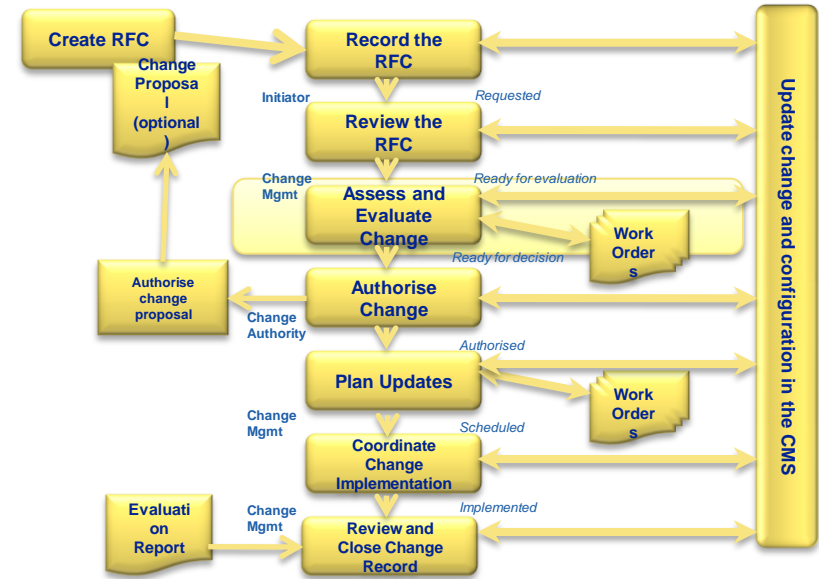 Create RFC
Change
Proposa
l
(optional
)
Record the
RFC
Initiator
Requested
Review the
RFC
Change
Mgmt
Ready for evaluation
Assess and
Evaluate
Change
Work
Order
s
Ready for decision
Authorise
change
proposal
Authorise
Change
Change
Authority
Authorised
Plan Updates
Work
Order
s
Change
Mgmt
Scheduled
Coordinate
Change
Implementation
Evaluati
on
Report
Change
Mgmt
Implemented
Review and
Close Change
Record
Update change and configuration in the CMS